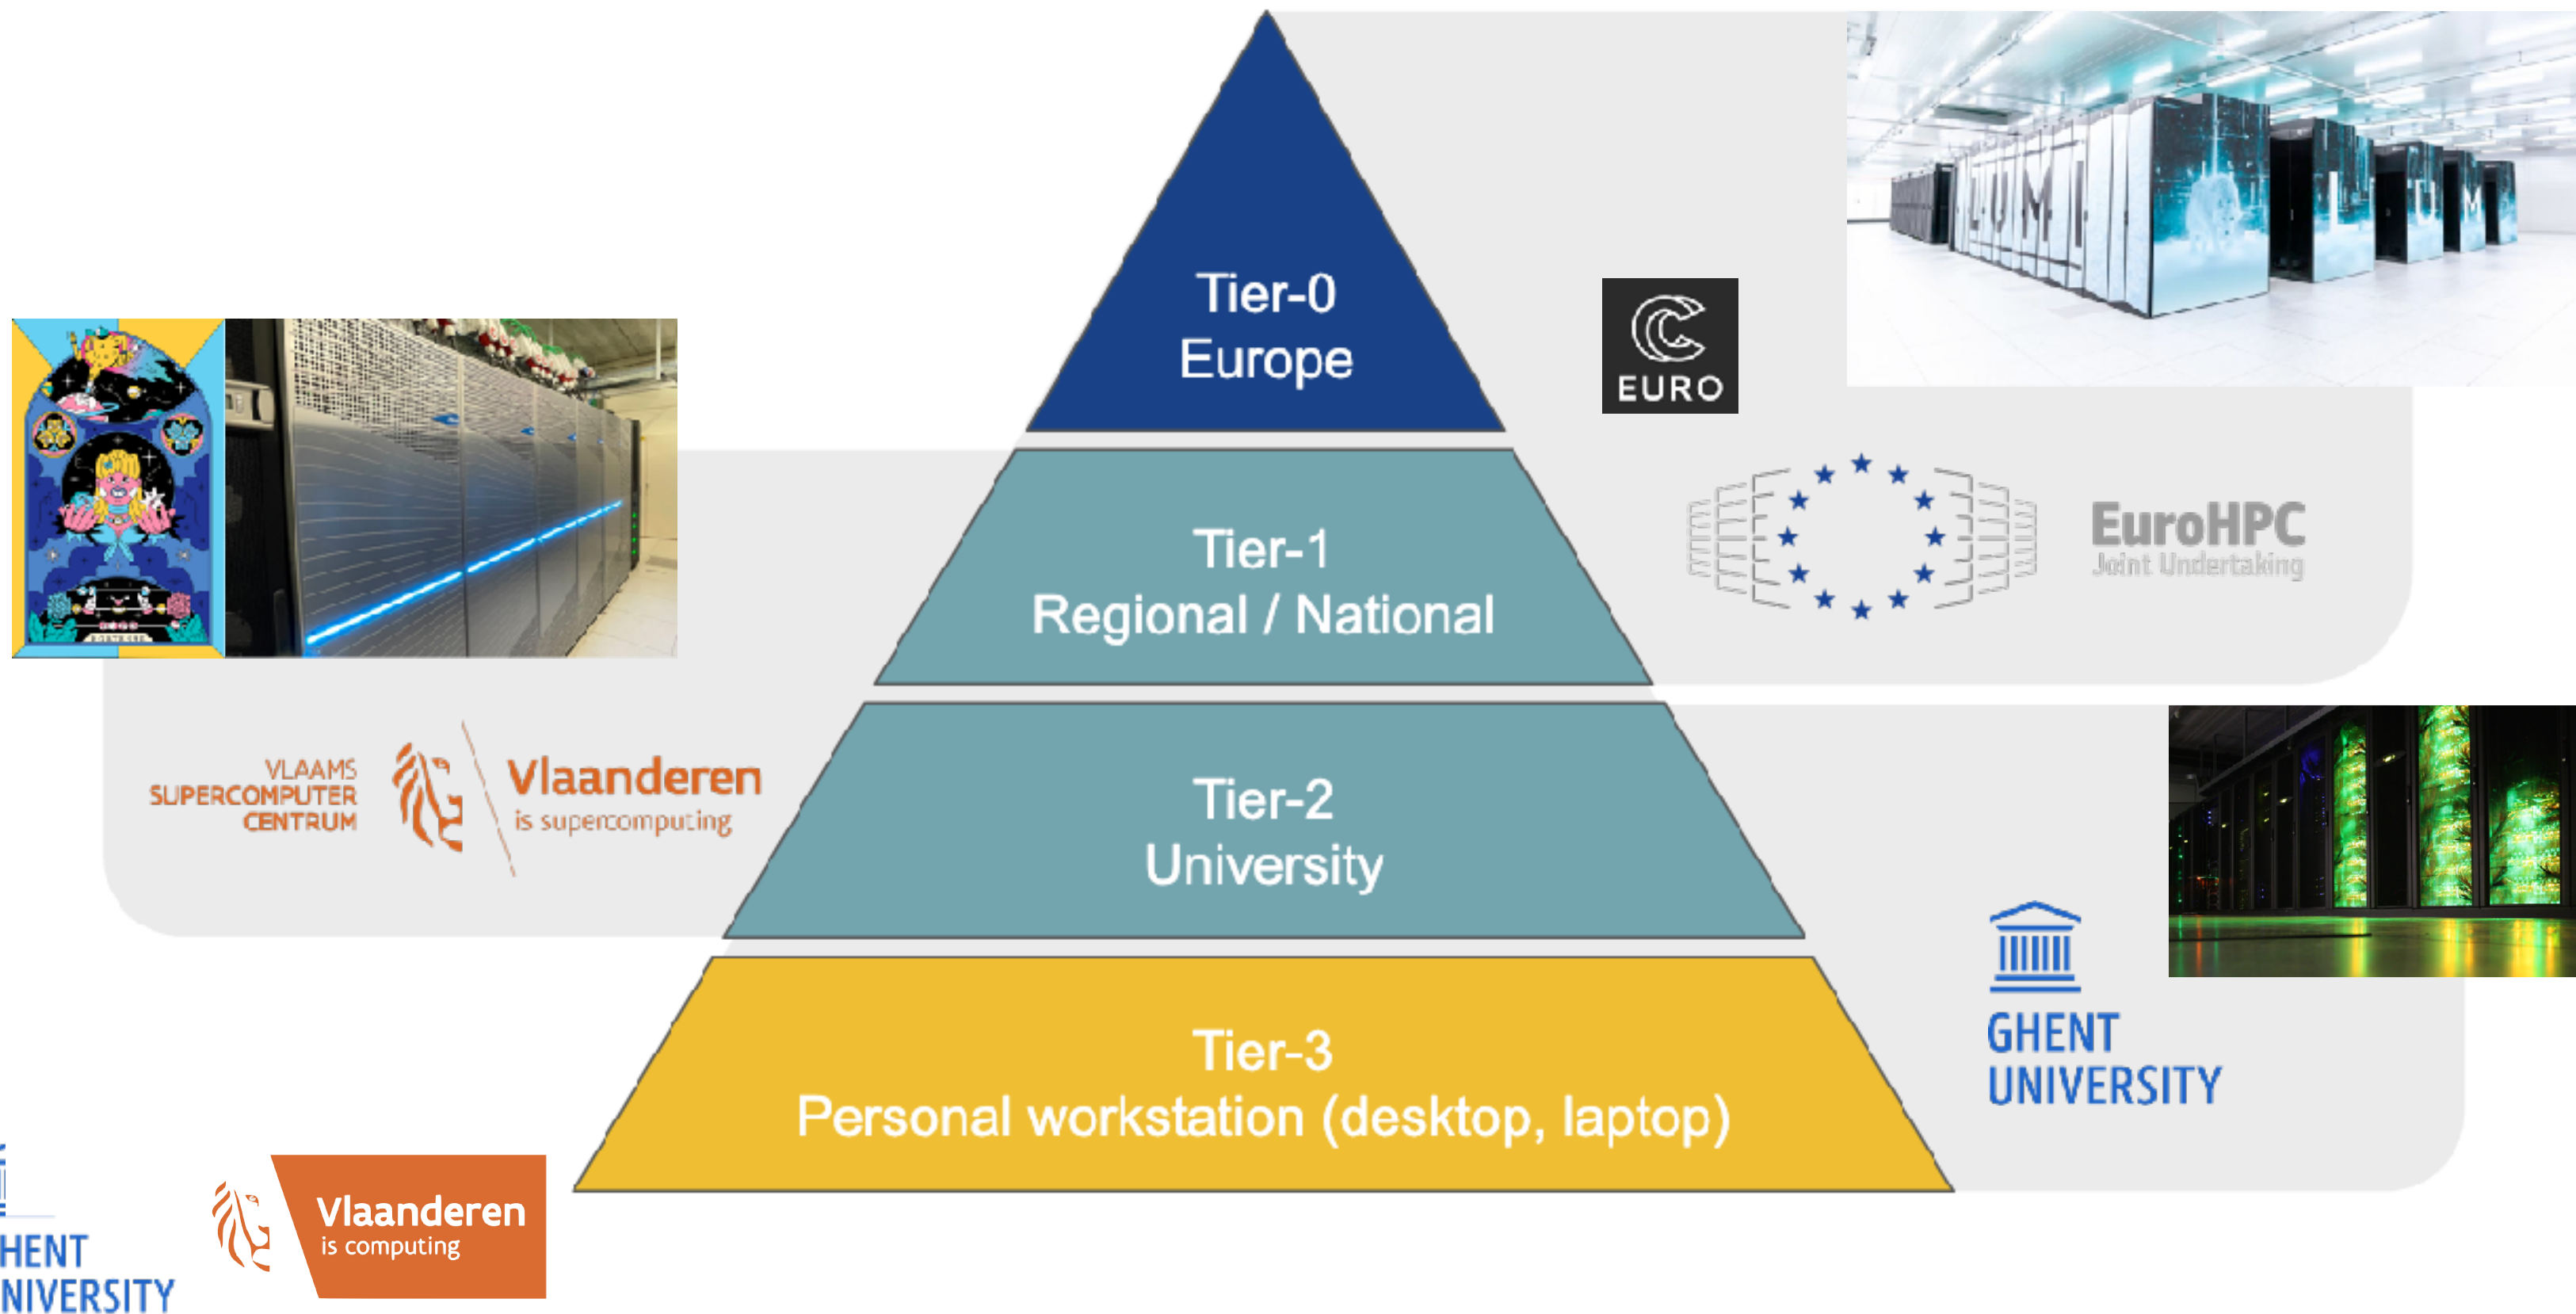 Tier-0
Europe
Tier-1
Regional / National
Tier-2
University
Tier-3
Personal workstation (desktop, laptop)
LUMI
L U M
EURO
EuroHPC
Joint Undertaking
VLAAMS
SUPERCOMPUTER
CENTRUM
Vlaanderen
is supercomputing
GHENT
UNIVERSITY
HENT
NIVERSITY
Vlaanderen
is computing